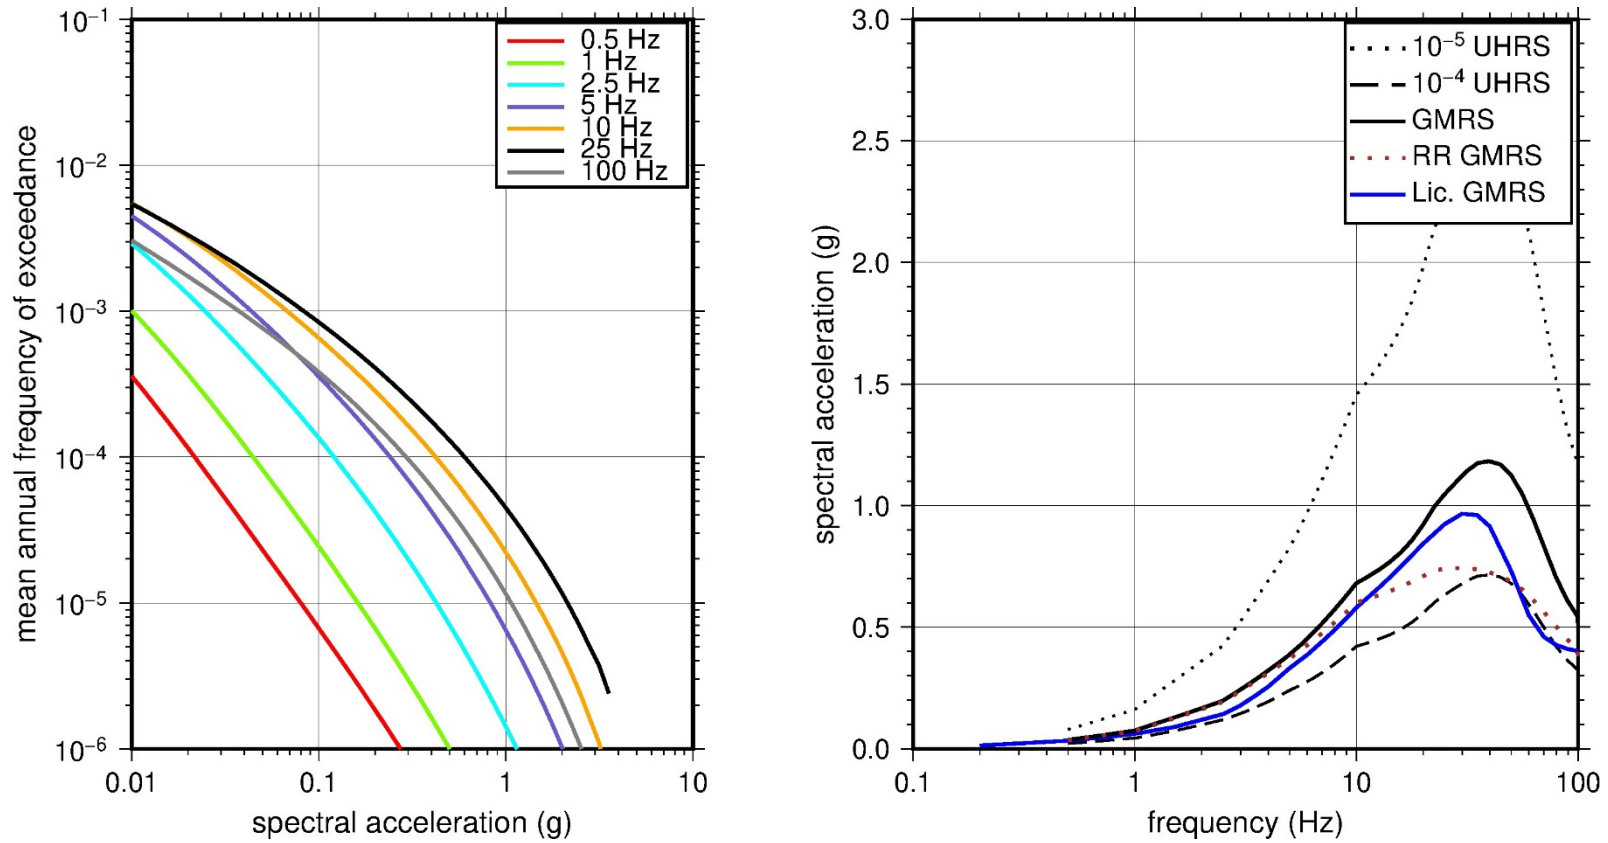 10⁻¹
10⁻²
10⁻³
10⁻⁴
10⁻⁵
10⁻⁶
mean annual frequency of exceedance
0.5 Hz
1 Hz
2.5 Hz
5 Hz
10 Hz
25 Hz
100 Hz
0.01 0.1 1 10
spectral acceleration (g)
3.0
2.5
2.0
1.5
1.0
0.5
0.0
spectral acceleration (g)
10⁻⁵ UHRS
10⁻⁴ UHRS
GMRS
RR GMRS
Lic. GMRS
0.1 1 10 100
frequency (Hz)